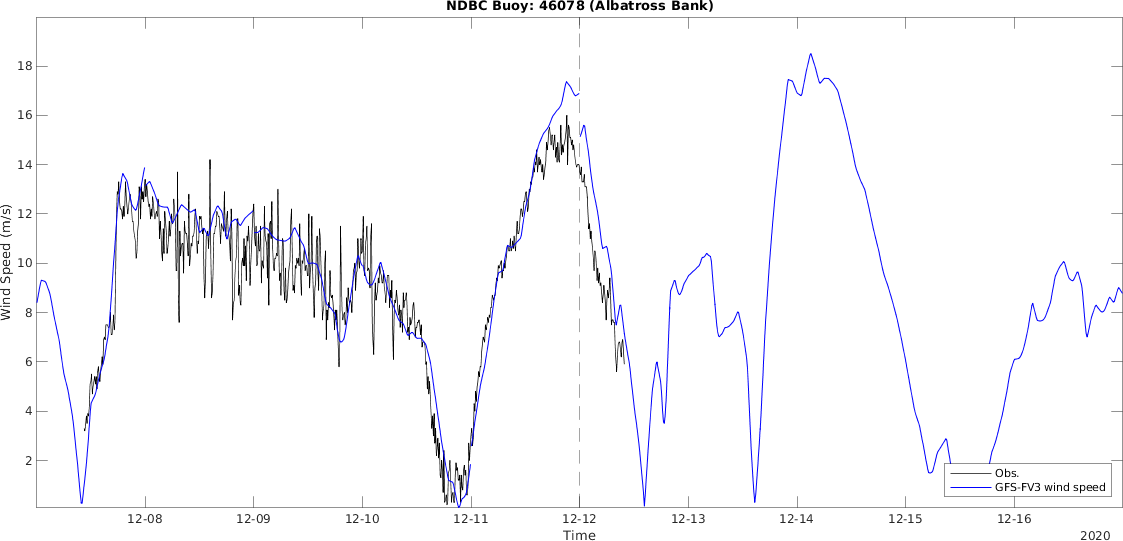 NDBC Buoy: 46078 (Albatross Bank)
18
16
14
12
10
8
6
4
2
Wind Speed (m/s)
Obs.
GFS-FV3 wind speed
12-08 12-09 12-10 12-11 12-12 12-13 12-14 12-15 12-16
Time
2020